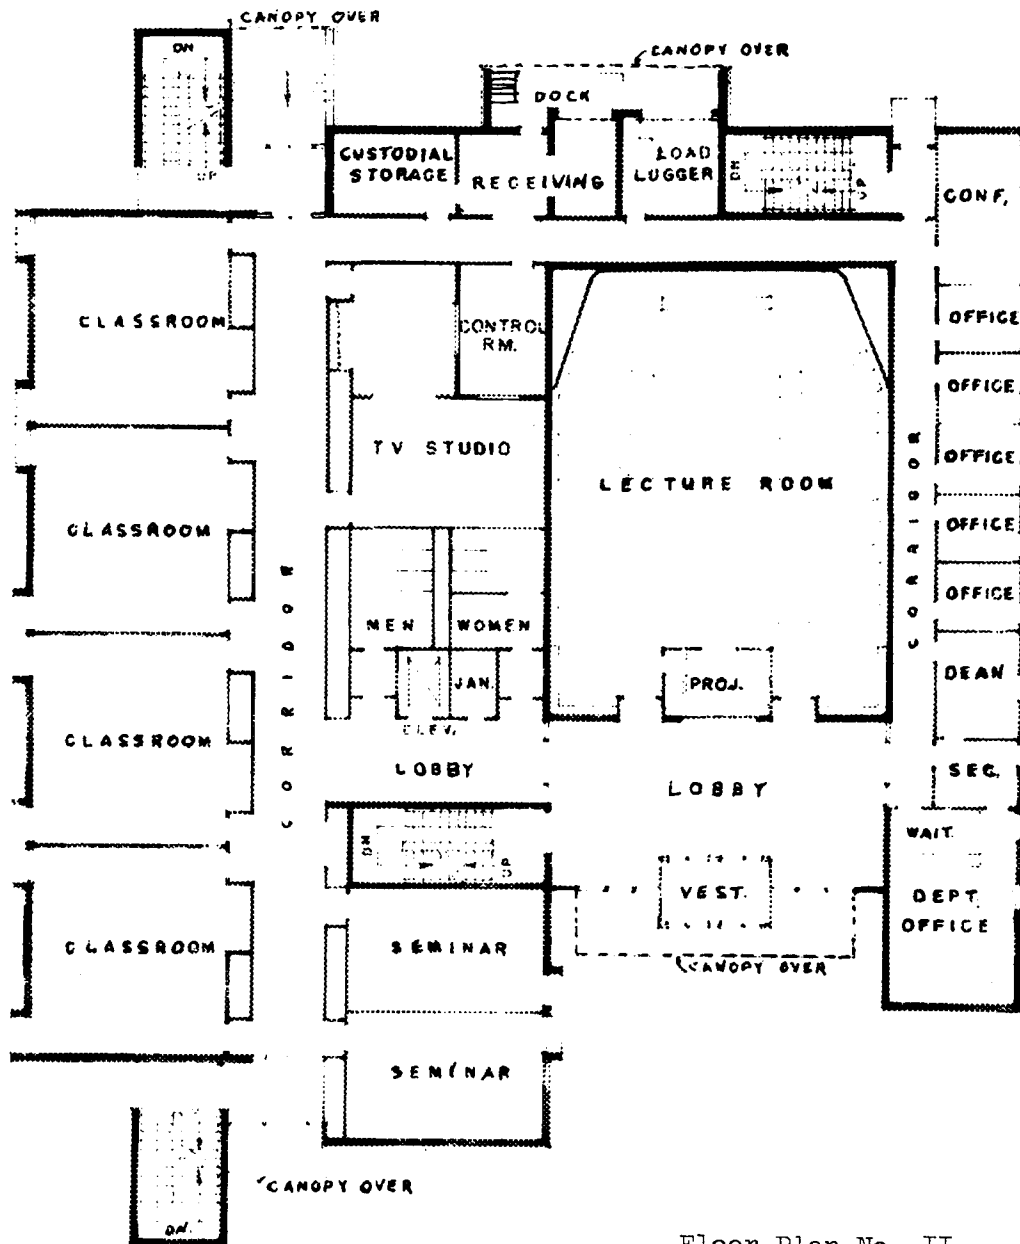 CANOPY OVER
DN
CANOPY OVER
DOCK
UP
CUSTODIAL
STORAGE
RECEIVING
LOAD
LUGGER
DN
UP
CONF.
CLASSROOM
CONTROL
RM.
OFFICE
OFFICE
TV STUDIO
LECTURE ROOM
CORRIDOR
OFFICE
CLASSROOM
OFFICE
OFFICE
CORRIDOR
MEN
WOMEN
JAN.
PROJ.
DEAN
ELEV.
CLASSROOM
LOBBY
LOBBY
SEC.
DN
UP
WAIT.
VEST.
DEPT.
OFFICE
CLASSROOM
SEMINAR
CANOPY OVER
SEMINAR
CANOPY OVER
DN.
Floor Plan No. II